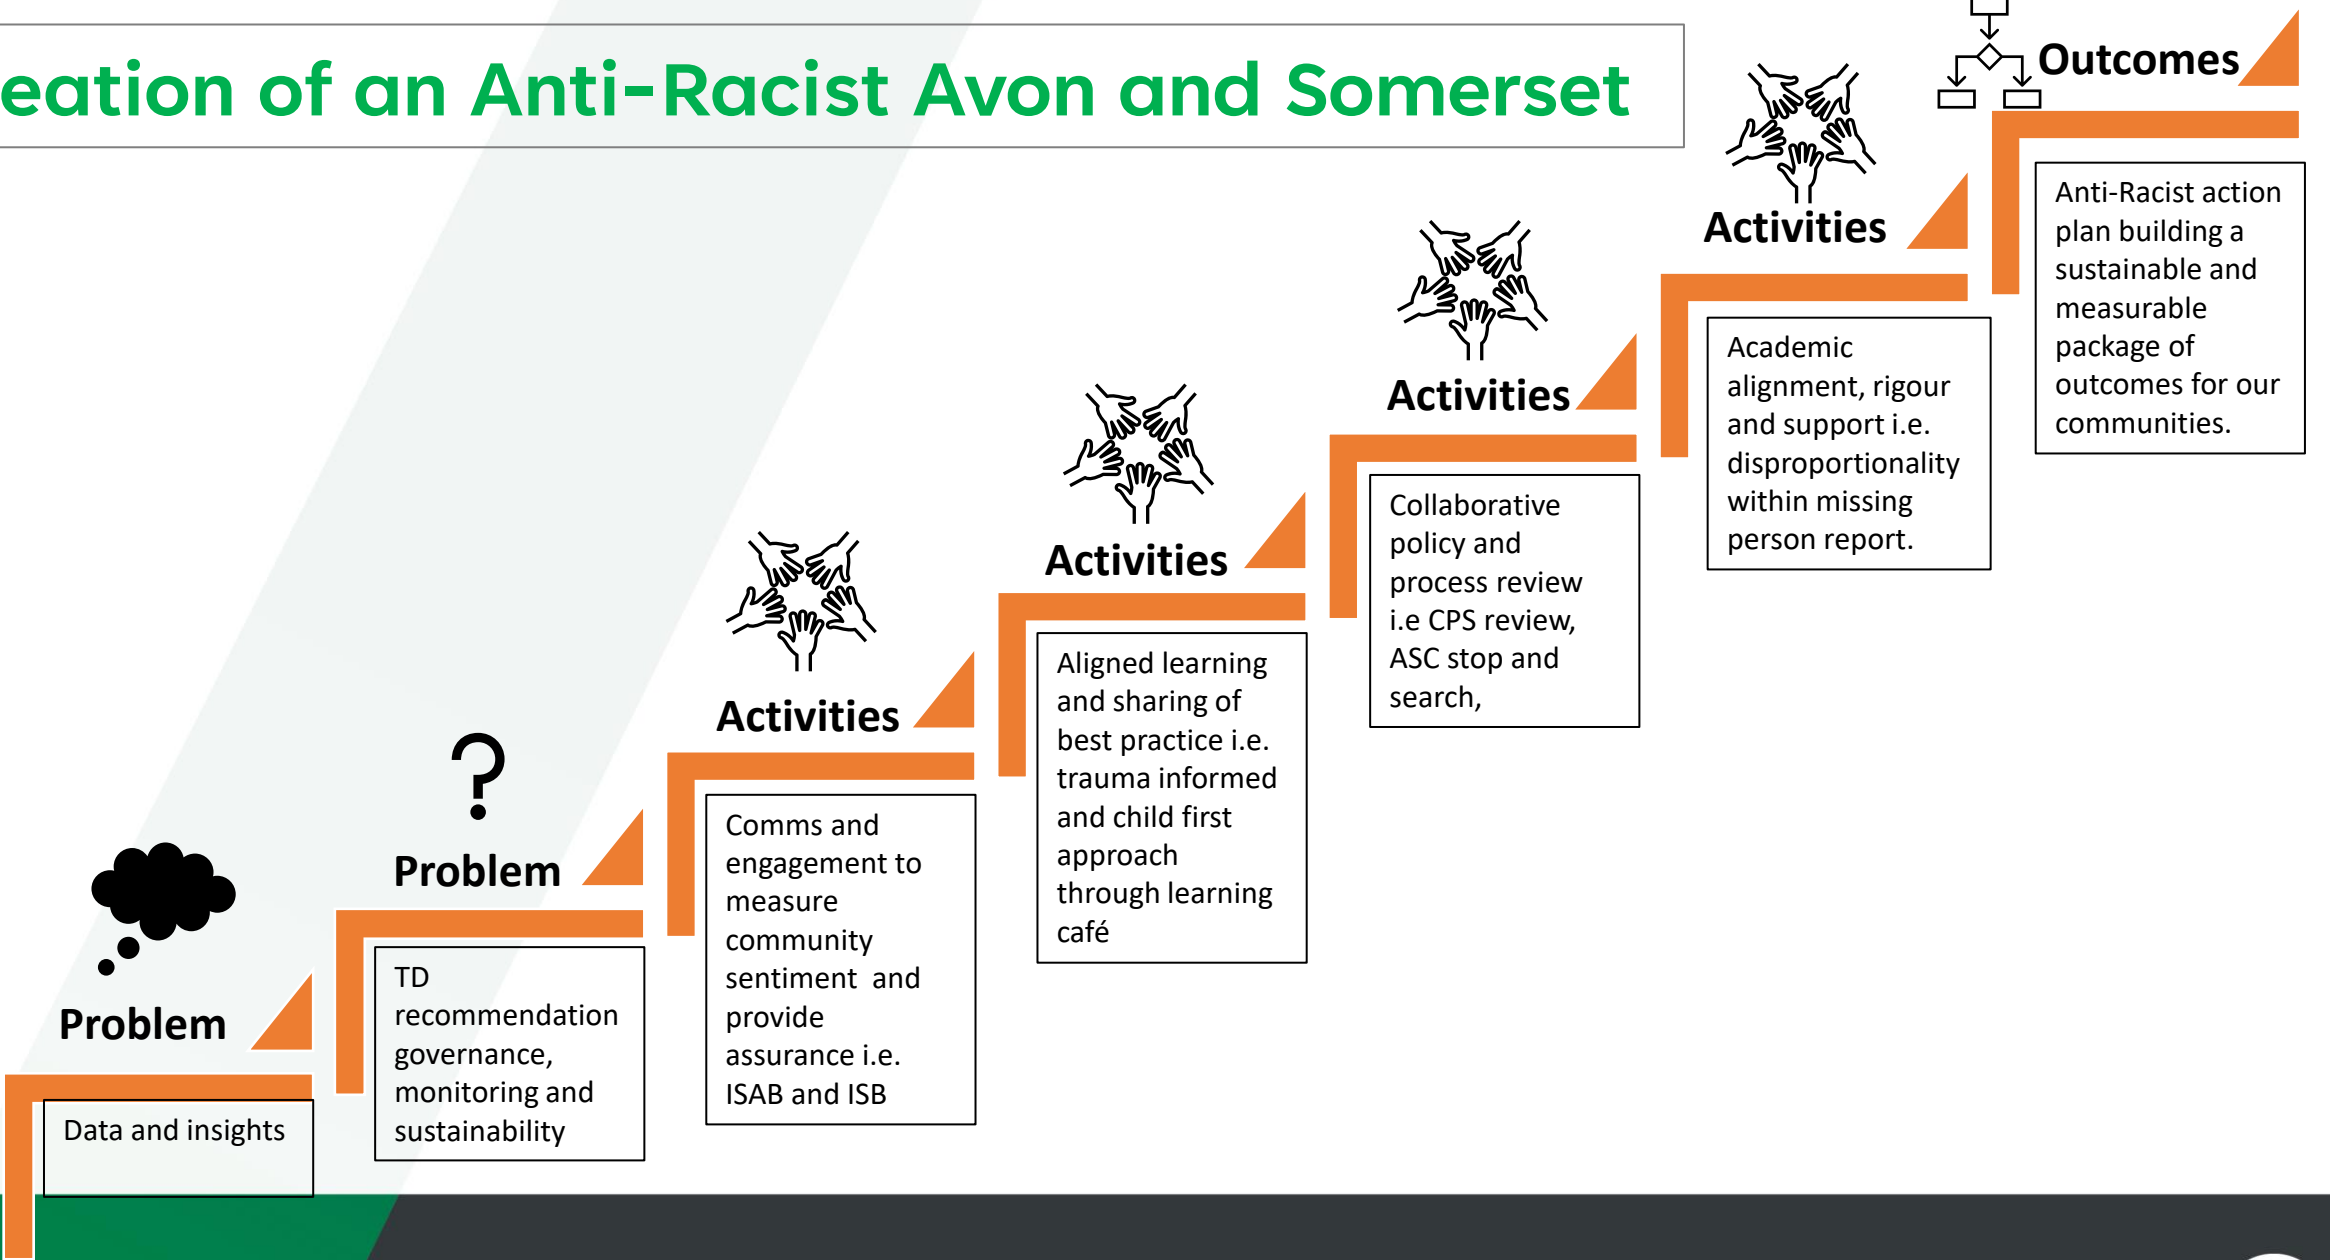 eation of an Anti-Racist Avon and Somerset
Problem
Data and insights
Problem
TD
recommendation
governance,
monitoring and
sustainability
Activities
Comms and
engagement to
measure
community
sentiment and
provide
assurance i.e.
ISAB and ISB
Activities
Aligned learning
and sharing of
best practice i.e.
trauma informed
and child first
approach
through learning
café
Activities
Collaborative
policy and
process review
i.e CPS review,
ASC stop and
search,
Activities
Academic
alignment, rigour
and support i.e.
disproportionality
within missing
person report.
Outcomes
Anti-Racist action
plan building a
sustainable and
measurable
package of
outcomes for our
communities.